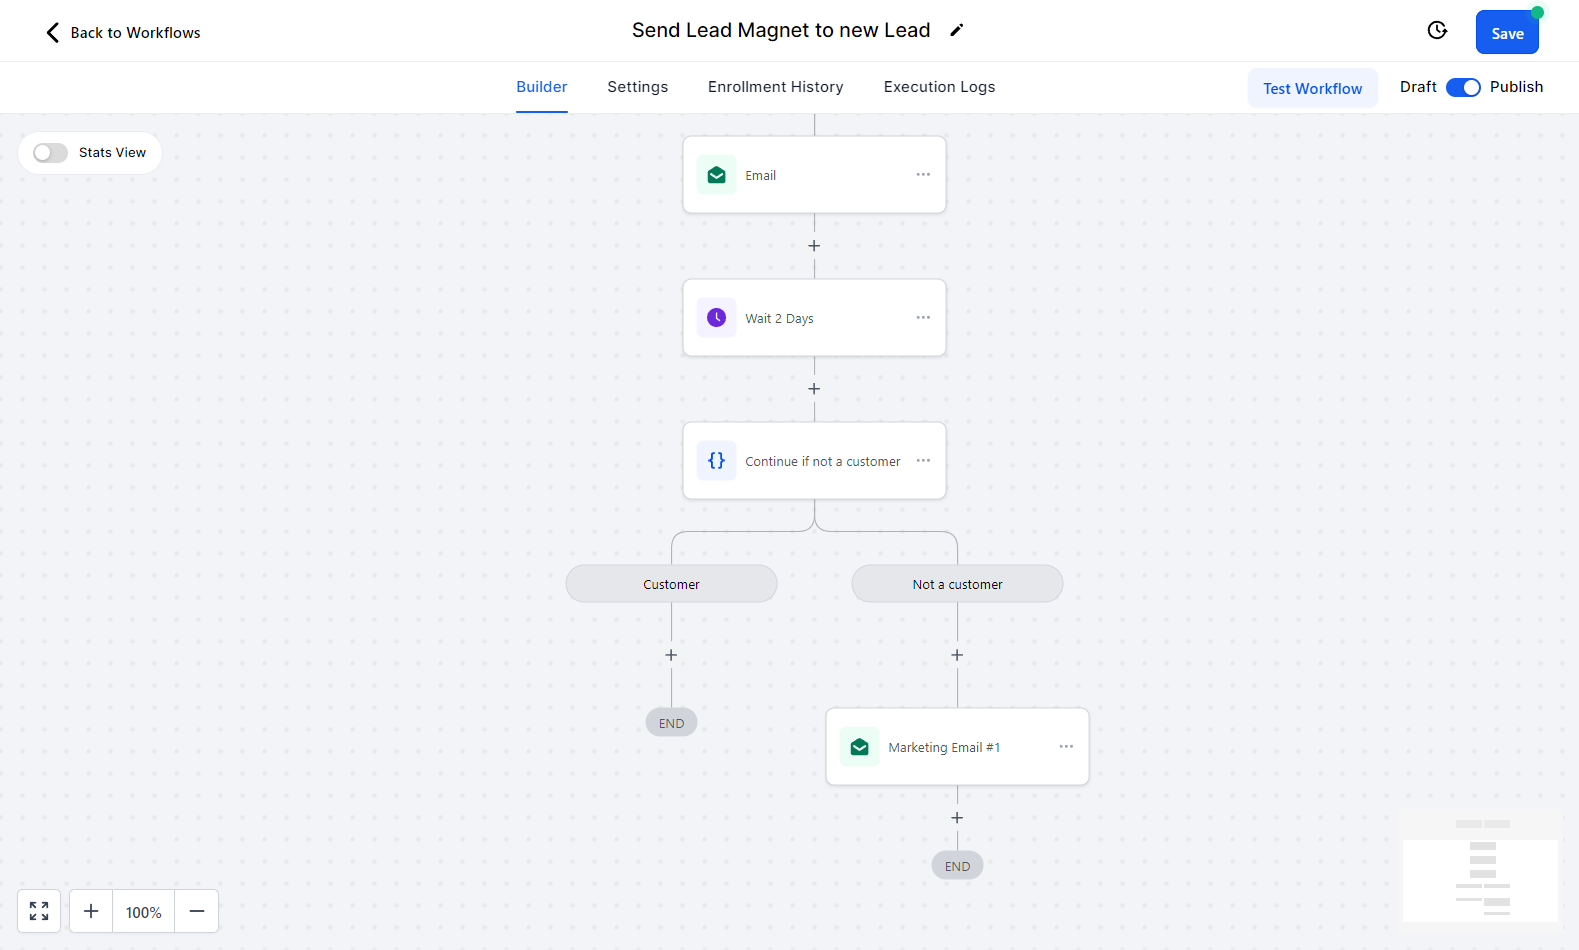 Back to Workflows
Send Lead Magnet to new Lead
Save
Builder
Settings
Enrollment History
Execution Logs
Test Workflow
Draft
Publish
Stats View
Email
Wait 2 Days
Continue if not a customer
Customer
Not a customer
END
Marketing Email #1
END
100%